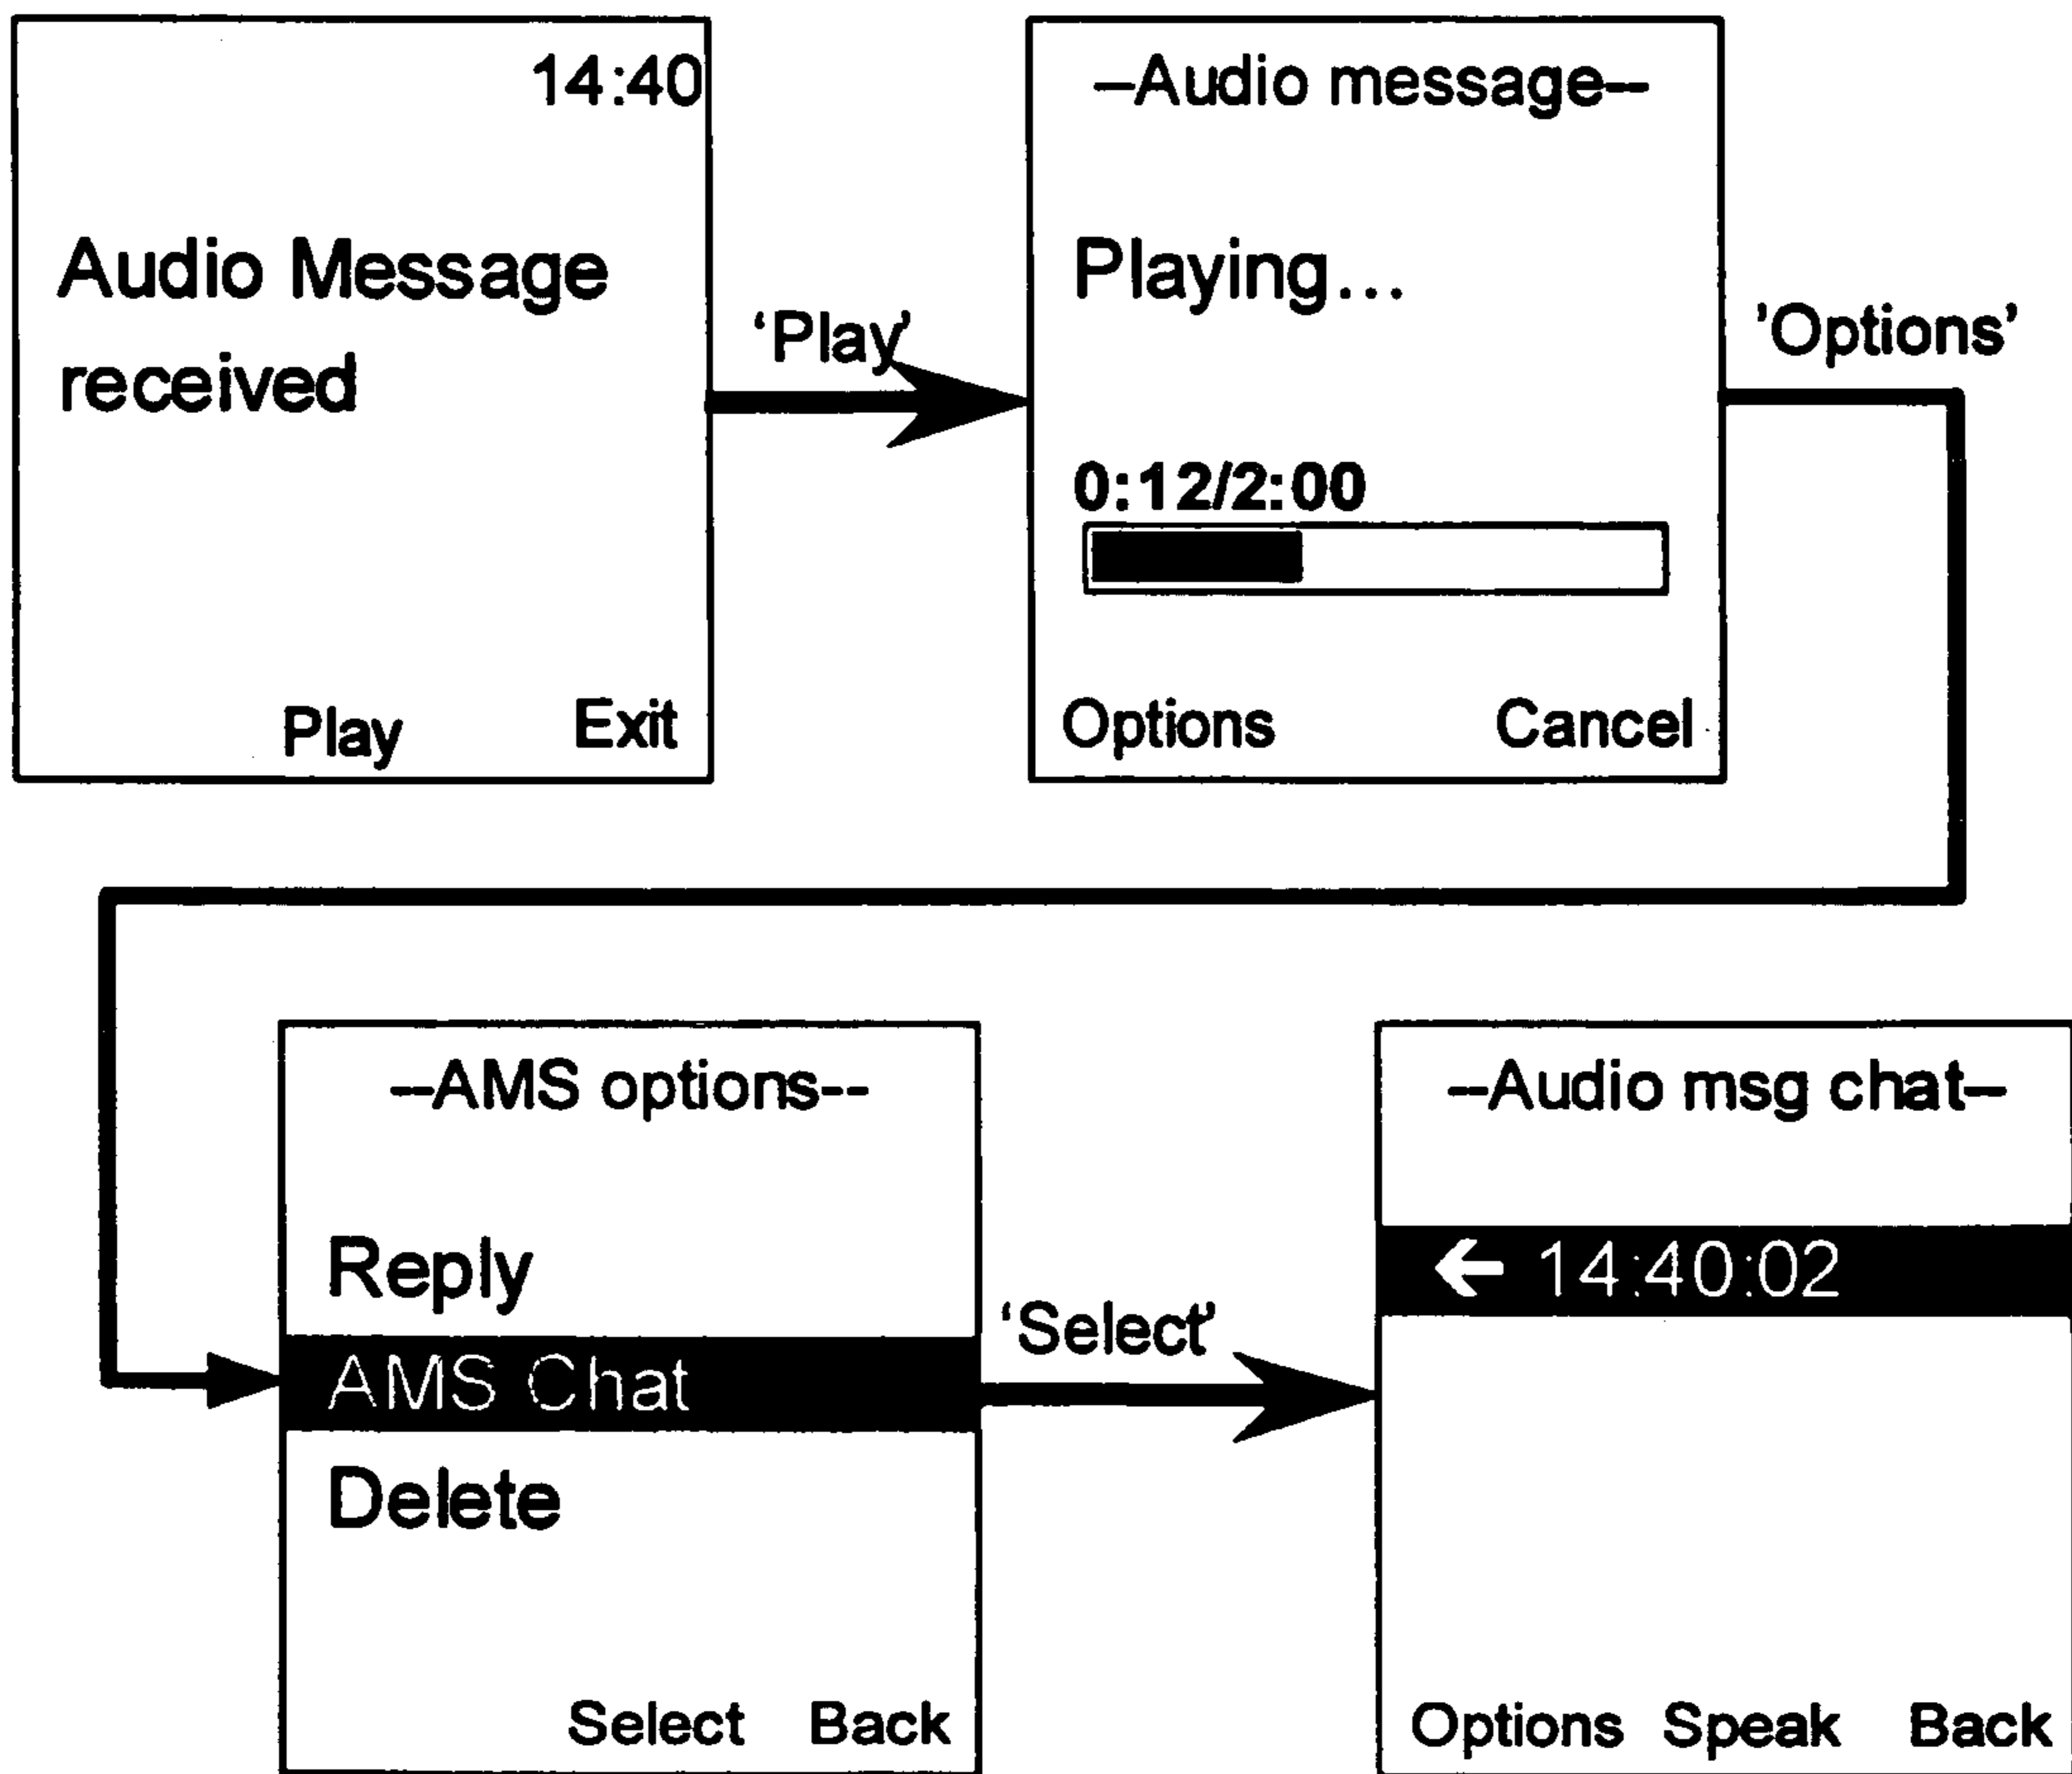 14:40
Audio Message
received
Play Exit
‘Play’
–Audio message–
Playing...
0:12/2:00
Options Cancel
’Options’
–AMS options--
Reply
AMS Chat
Delete
Select Back
‘Select’
–Audio msg chat–
← 14:40:02
Options Speak Back